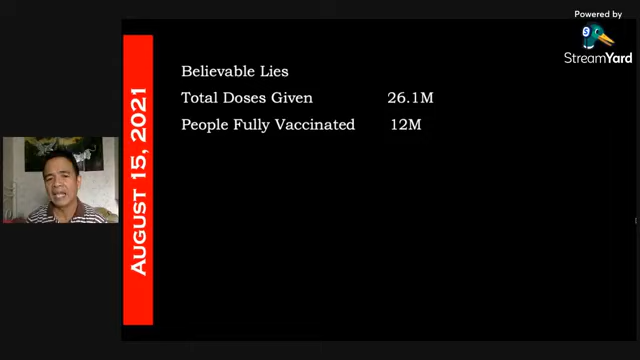 Powered by
StreamYard
AUGUST 15, 2021
Believable Lies
Total Doses Given 26.1M
People Fully Vaccinated 12M